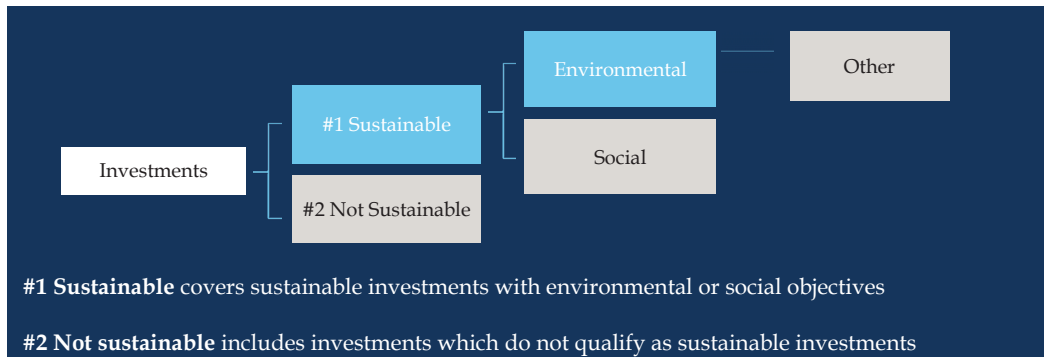 Environmental
Other
#1 Sustainable
Social
Investments
#2 Not Sustainable
#1 Sustainable covers sustainable investments with environmental or social objectives
#2 Not sustainable includes investments which do not qualify as sustainable investments